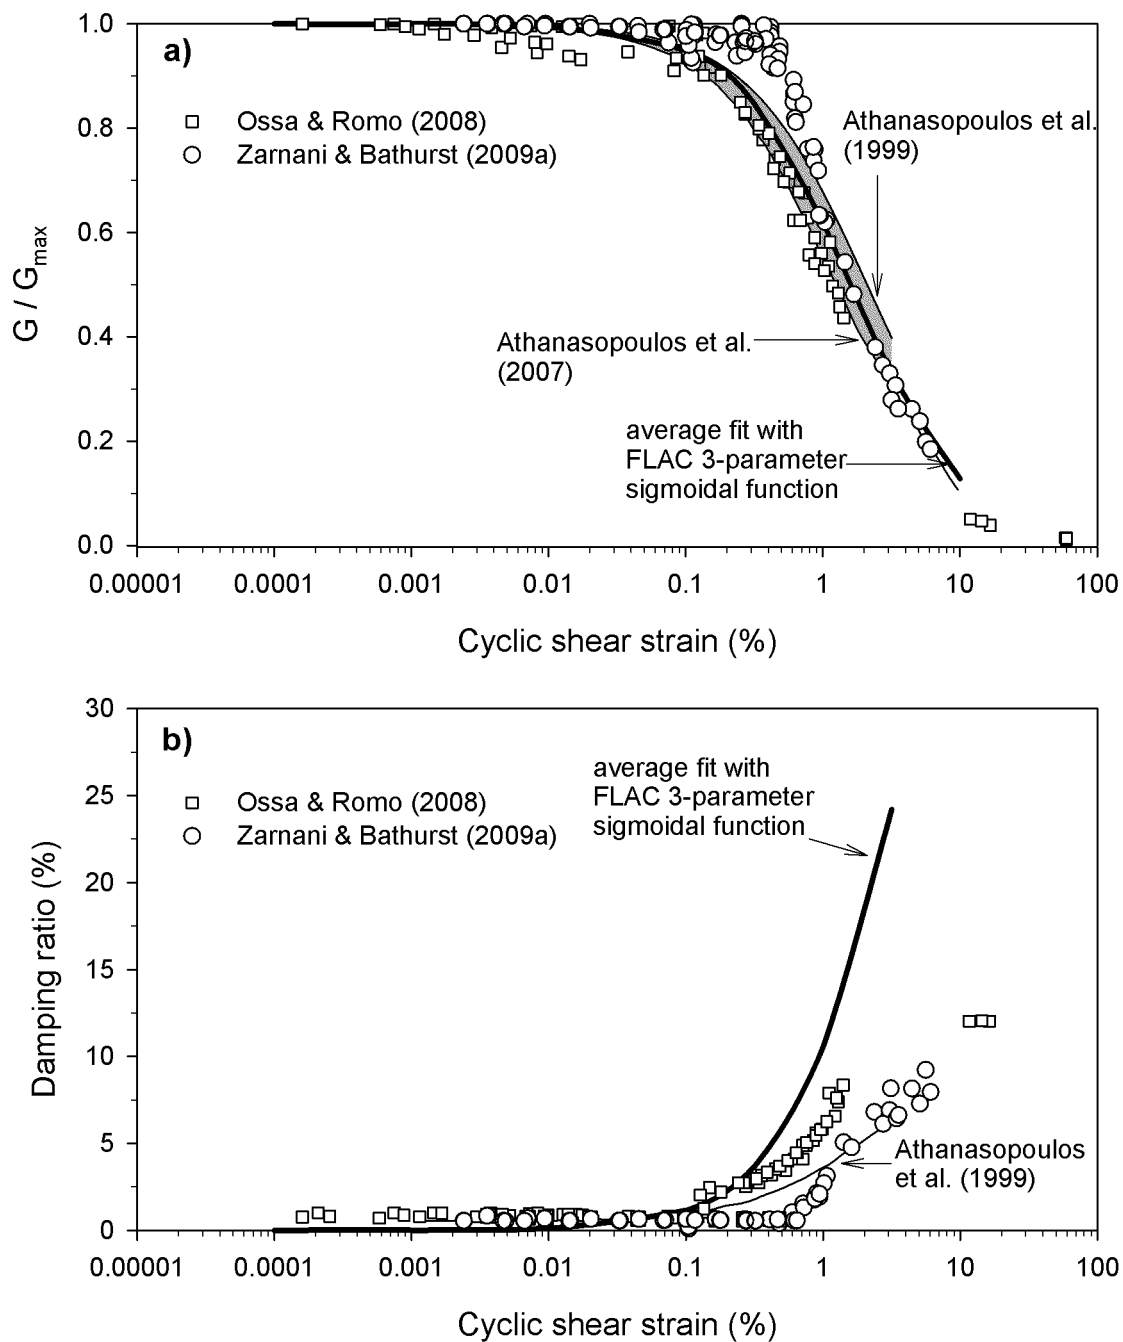 1.0
a)
Ossa & Romo (2008)
Zarnani & Bathurst (2009a)
Athanasopoulos et al.
(1999)
0.8
0.6
G / Gmax
0.4
Athanasopoulos et al.
(2007)
average fit with
FLAC 3-parameter
sigmoidal function
0.2
0.0
0.00001 0.0001 0.001 0.01 0.1 1 10 100
Cyclic shear strain (%)
30
b)
average fit with
FLAC 3-parameter
sigmoidal function
Ossa & Romo (2008)
Zarnani & Bathurst (2009a)
25
20
Damping ratio (%)
15
10
5
Athanasopoulos
et al. (1999)
0
0.00001 0.0001 0.001 0.01 0.1 1 10 100
Cyclic shear strain (%)